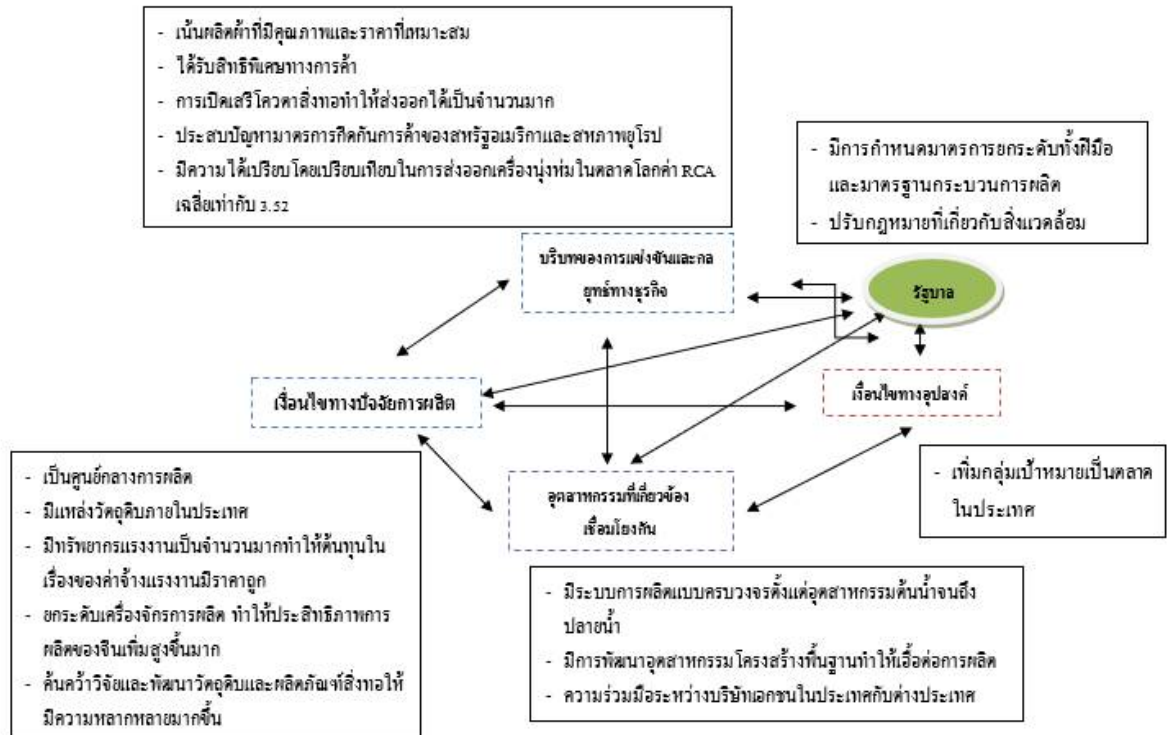 - เน้นผลิตผ้าที่มีคุณภาพและราคาที่เหมาะสม
- ได้รับสิทธิพิเศษทางการค้า
- การเปิดเสรีโควตาสิ่งทอทำให้ส่งออกได้เป็นจำนวนมาก
- ประสบปัญหามาตรการกีดกันการค้าของสหรัฐอเมริกาและสหภาพยุโรป
- มีความได้เปรียบโดยเปรียบเทียบในการส่งออกเครื่องนุ่งห่มในตลาดโลกค่า RCA
เฉลี่ยเท่ากับ 3.52
- มีการกำหนดมาตรการยกระดับทั้งฝีมือ
และมาตรฐานกระบวนการผลิต
- ปรับกฎหมายที่เกี่ยวกับสิ่งแวดล้อม
บริบทของการแข่งขันและกล
ยุทธ์ทางธุรกิจ
รัฐบาล
เงื่อนไขทางปัจจัยการผลิต
เงื่อนไขทางอุปสงค์
- เป็นศูนย์กลางการผลิต
- มีแหล่งวัตถุดิบภายในประเทศ
- มีทรัพยากรแรงงานเป็นจำนวนมากทำให้ต้นทุนใน
เรื่องของค่าจ้างแรงงานมีราคาถูก
- ยกระดับเครื่องจักรการผลิต ทำให้ประสิทธิภาพการ
ผลิตของจีนเพิ่มสูงขึ้นมาก
- ค้นคว้าวิจัยและพัฒนาวัตถุดิบและผลิตภัณฑ์สิ่งทอให้
มีความหลากหลายมากขึ้น
อุตสาหกรรมที่เกี่ยวข้อง
เชื่อมโยงกัน
- เพิ่มกลุ่มเป้าหมายเป็นตลาด
ในประเทศ
- มีระบบการผลิตแบบครบวงจรตั้งแต่อุตสาหกรรมต้นน้ำจนถึง
ปลายน้ำ
- มีการพัฒนาอุตสาหกรรมโครงสร้างพื้นฐานทำให้เอื้อต่อการผลิต
- ความร่วมมือระหว่างบริษัทเอกชนในประเทศกับต่างประเทศ